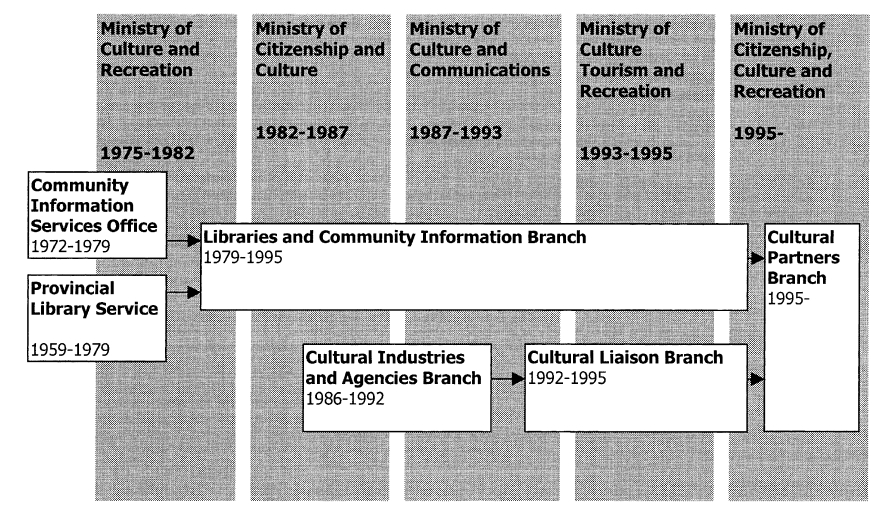 Ministry of
Culture and
Recreation
1975-1982
Ministry of
Citizenship and
Culture
1982-1987
Ministry of
Culture and
Communications
1987-1993
Ministry of
Culture
Tourism and
Recreation
1993-1995
Ministry of
Citizenship,
Culture and
Recreation
1995-
Community
Information
Services Office
1972-1979
Provincial
Library Service
1959-1979
Libraries and Community Information Branch
1979-1995
Cultural Industries
and Agencies Branch
1986-1992
Cultural Liaison Branch
1992-1995
Cultural
Partners
Branch
1995-